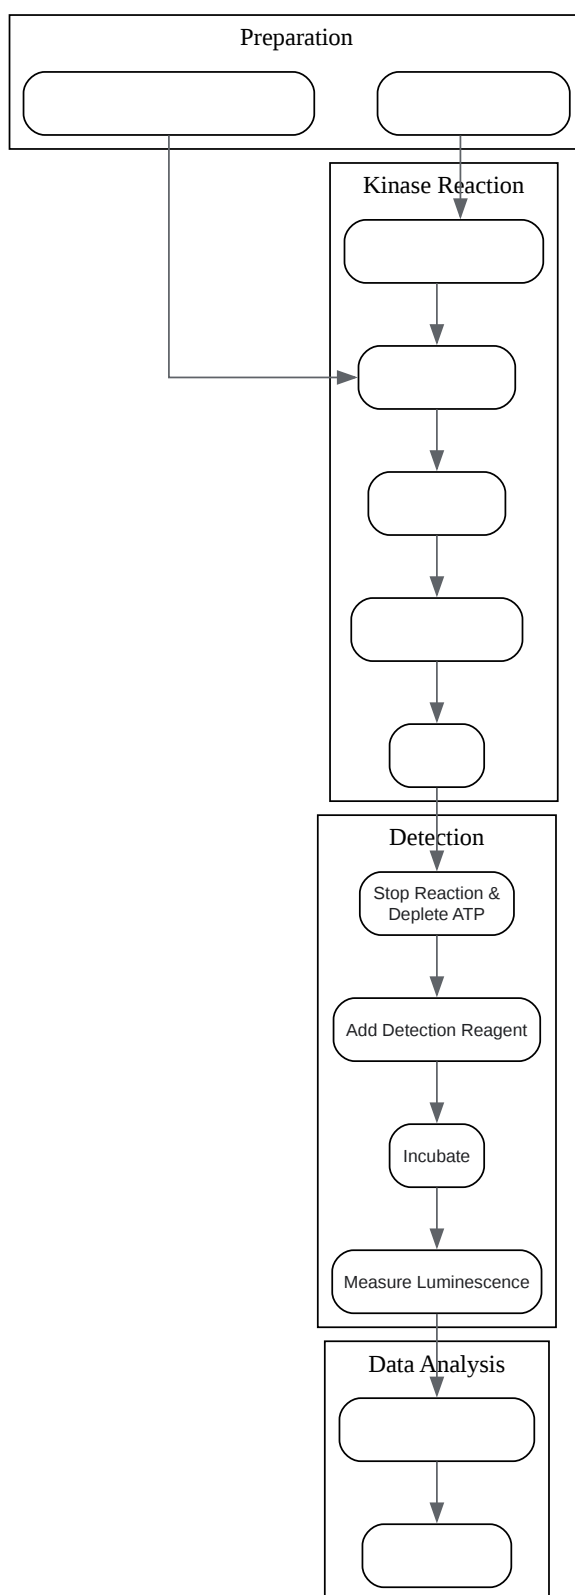 Preparation
Kinase Reaction
Detection
Stop Reaction &
Deplete ATP
Add Detection Reagent
Incubate
Measure Luminescence
Data Analysis